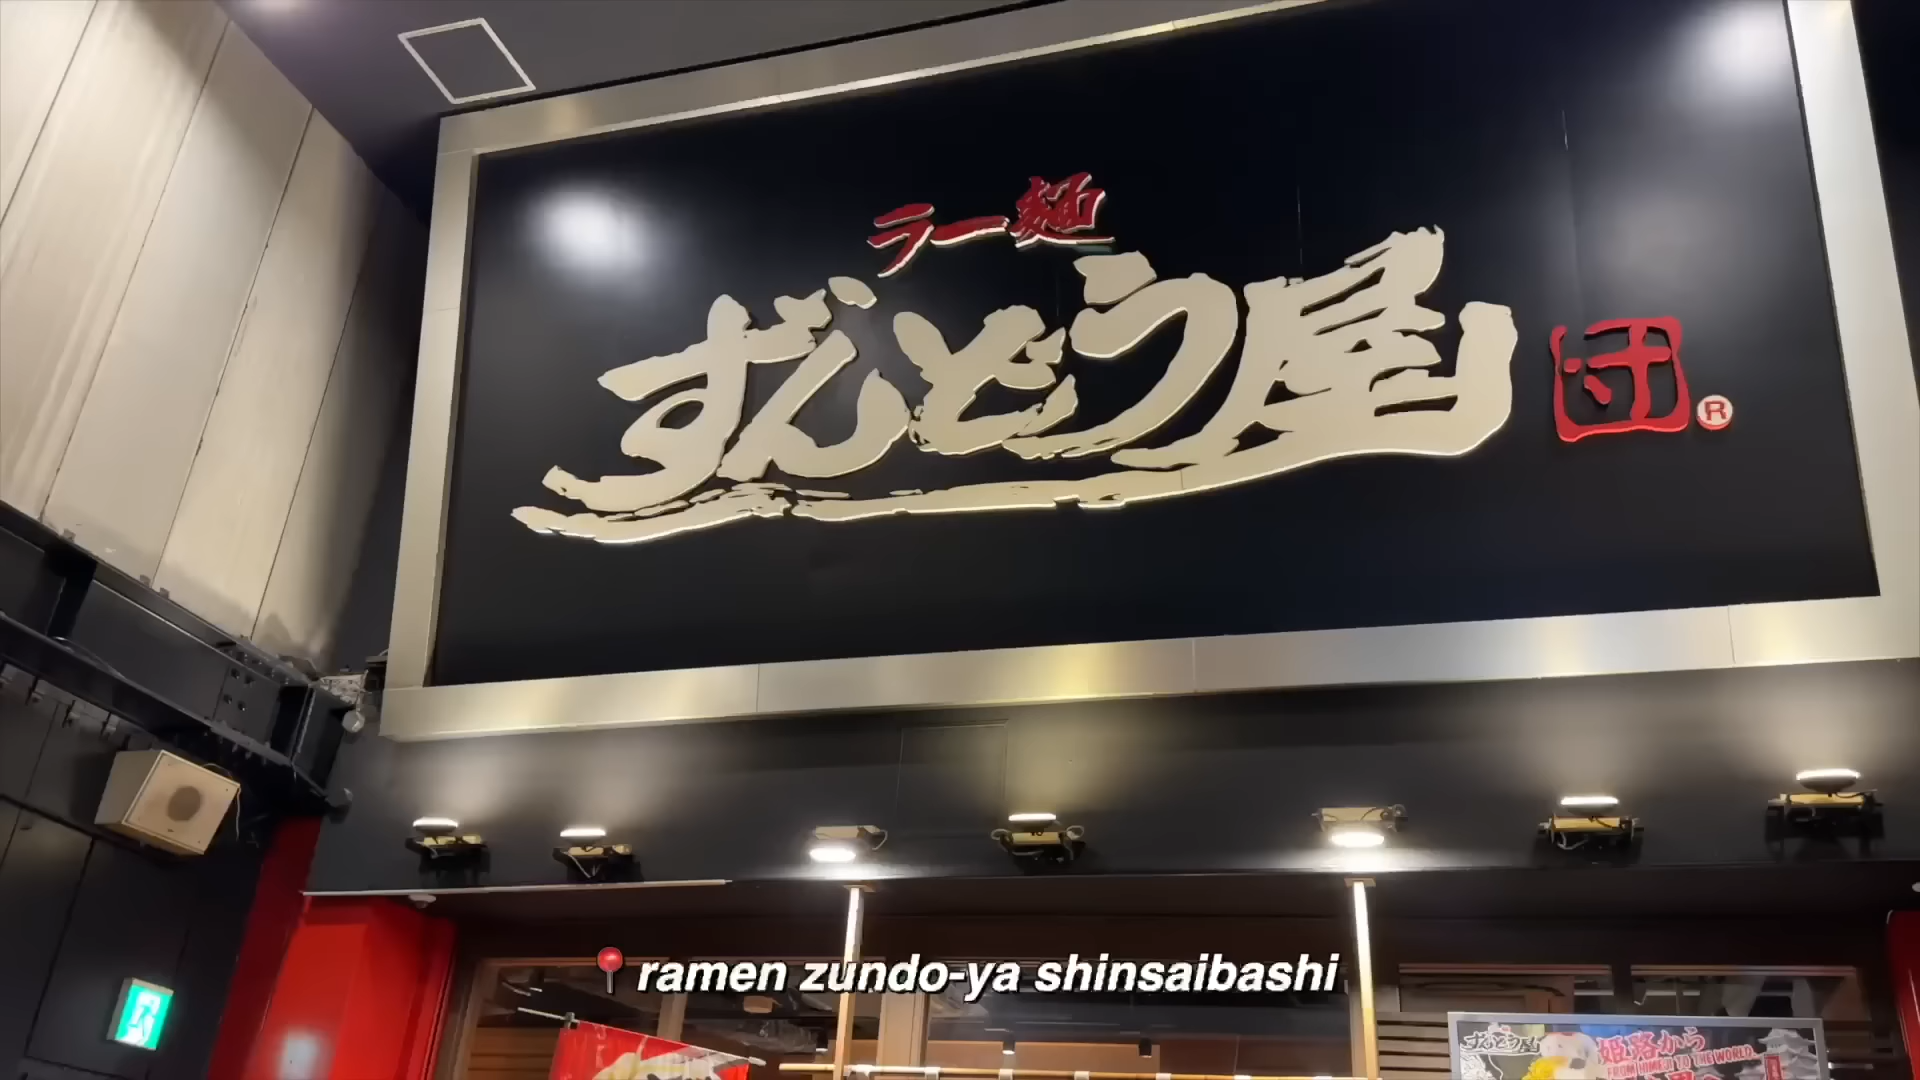 ラー麺
ずんどう屋
団
®
📍ramen zundo-ya shinsaibashi
ずんどう屋
姫路から
FROM HIMEJI TO THE WORLD.